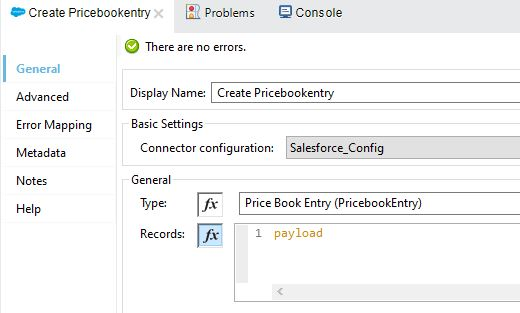 Create Pricebookentry
Problems
Console
There are no errors.
General
Advanced
Error Mapping
Metadata
Notes
Help
Display Name: Create Pricebookentry
Basic Settings
Connector configuration: Salesforce_Config
General
Type: fx Price Book Entry (PricebookEntry)
Records: fx 1 payload